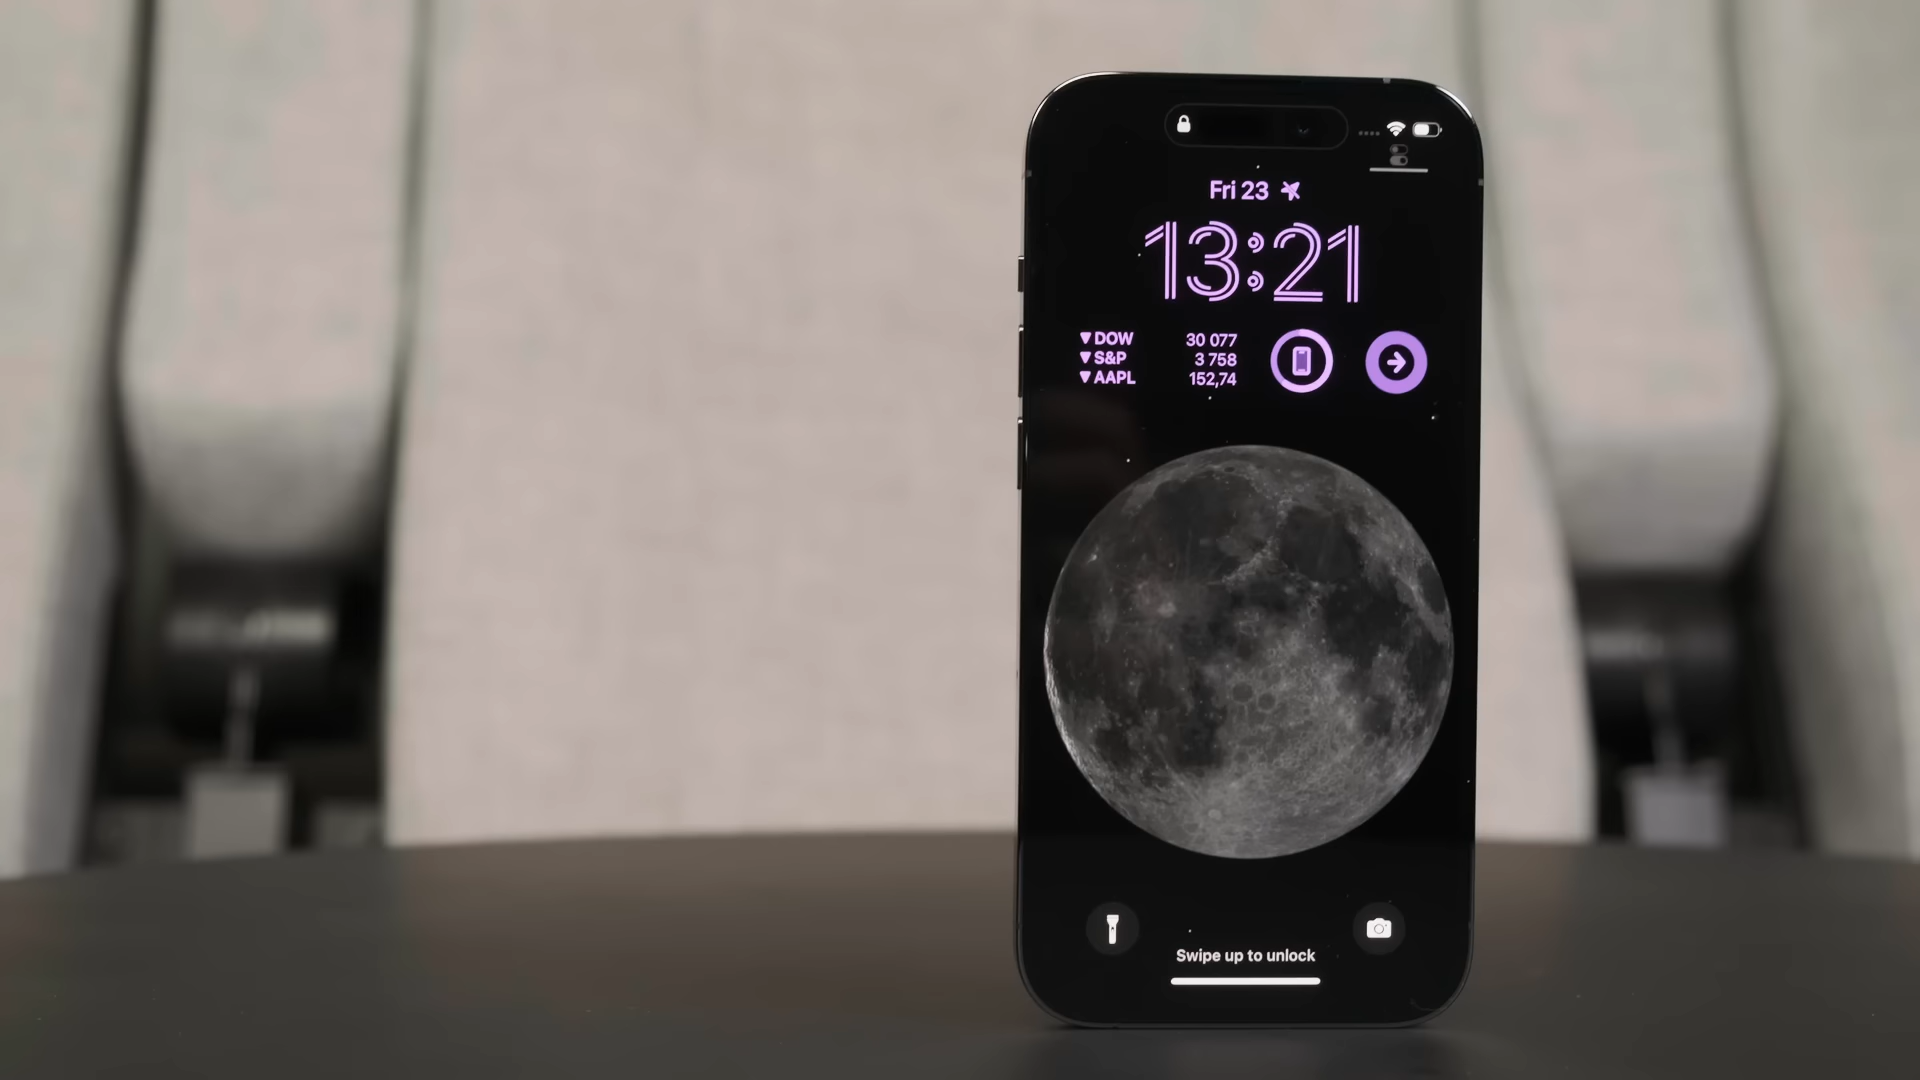 Fri 23
13:21
▼ DOW 30 077
▼ S&P 3 758
▼ AAPL 152,74
Swipe up to unlock